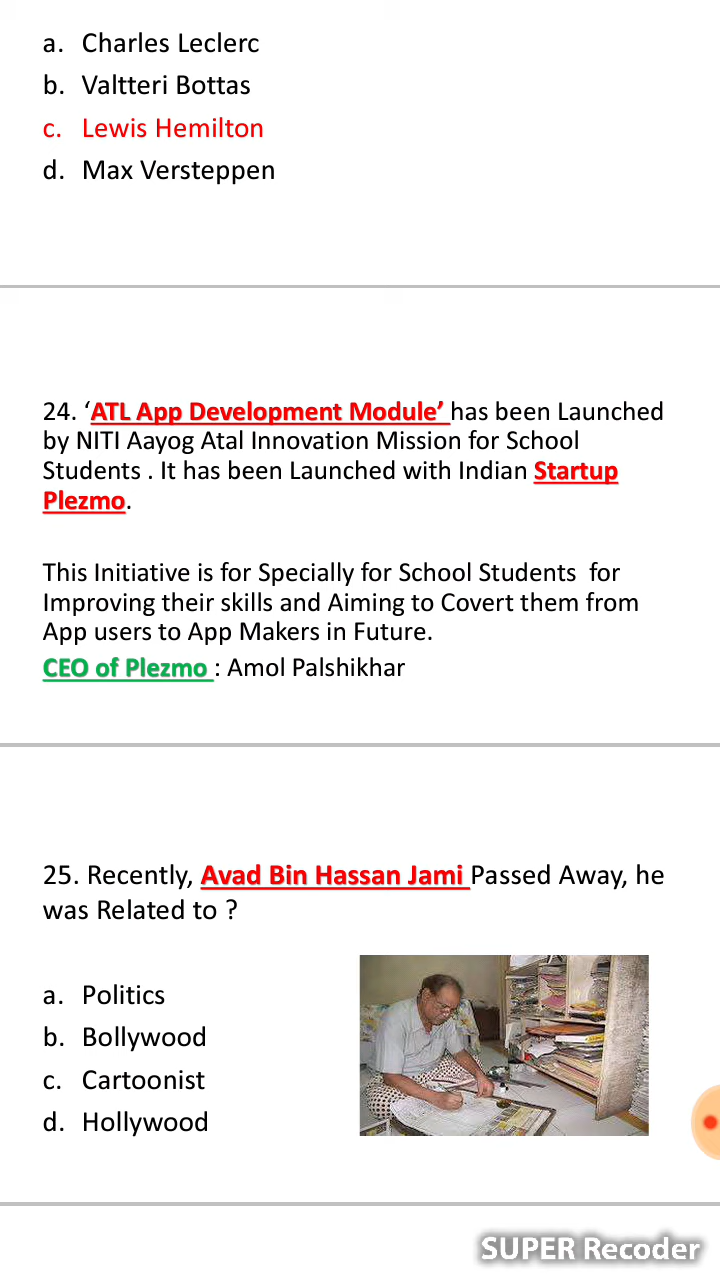 a. Charles Leclerc
b. Valtteri Bottas
c. Lewis Hemilton
d. Max Versteppen
24. ‘ATL App Development Module’ has been Launched
by NITI Aayog Atal Innovation Mission for School
Students . It has been Launched with Indian Startup
Plezmo.
This Initiative is for Specially for School Students for
Improving their skills and Aiming to Covert them from
App users to App Makers in Future.
CEO of Plezmo : Amol Palshikhar
25. Recently, Avad Bin Hassan Jami Passed Away, he
was Related to ?
a. Politics
b. Bollywood
c. Cartoonist
d. Hollywood
SUPER Recoder